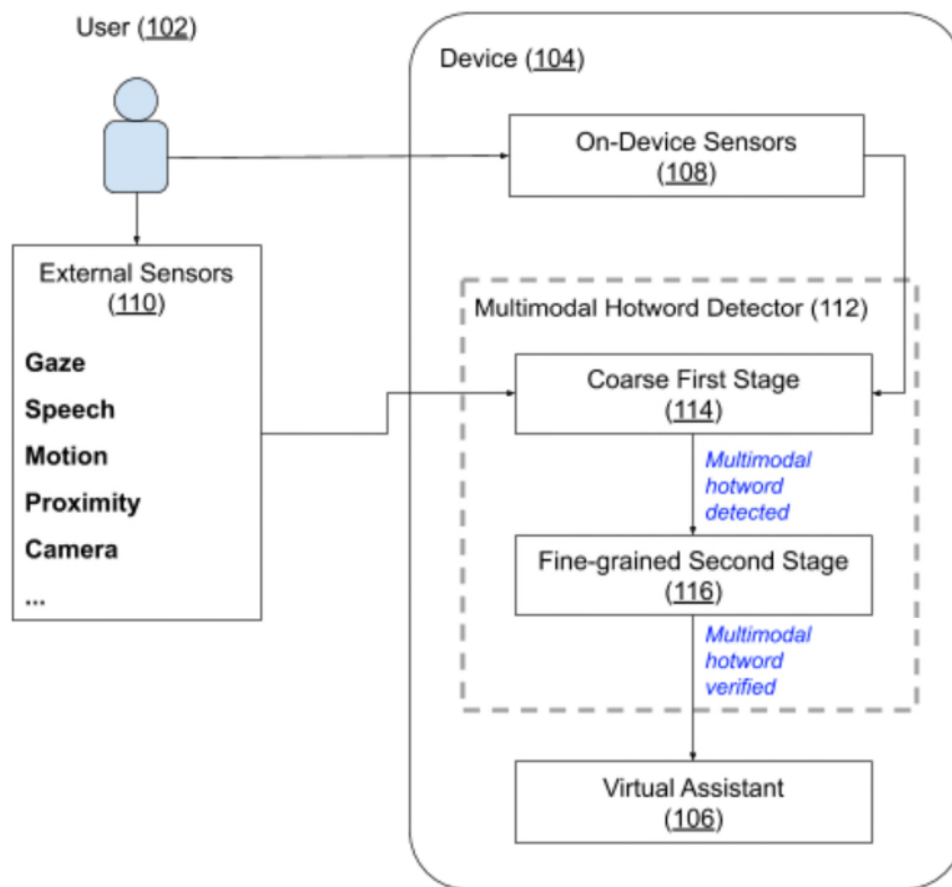 User (102)
Device (104)
On-Device Sensors
(108)
External Sensors
(110)
Gaze
Speech
Motion
Proximity
Camera
...
Multimodal Hotword Detector (112)
Coarse First Stage
(114)
Multimodal
hotword
detected
Fine-grained Second Stage
(116)
Multimodal
hotword
verified
Virtual Assistant
(106)